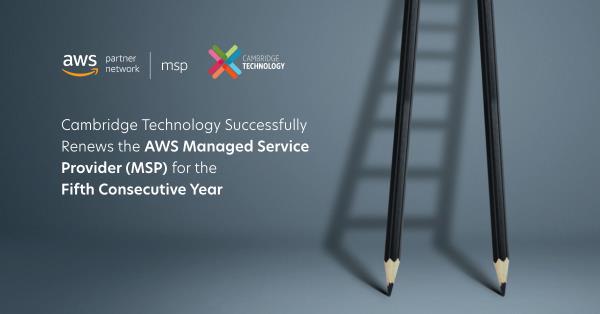 aws partner network msp CAMBRIDGE TECHNOLOGY
Cambridge Technology Successfully
Renews the AWS Managed Service
Provider (MSP) for the
Fifth Consecutive Year